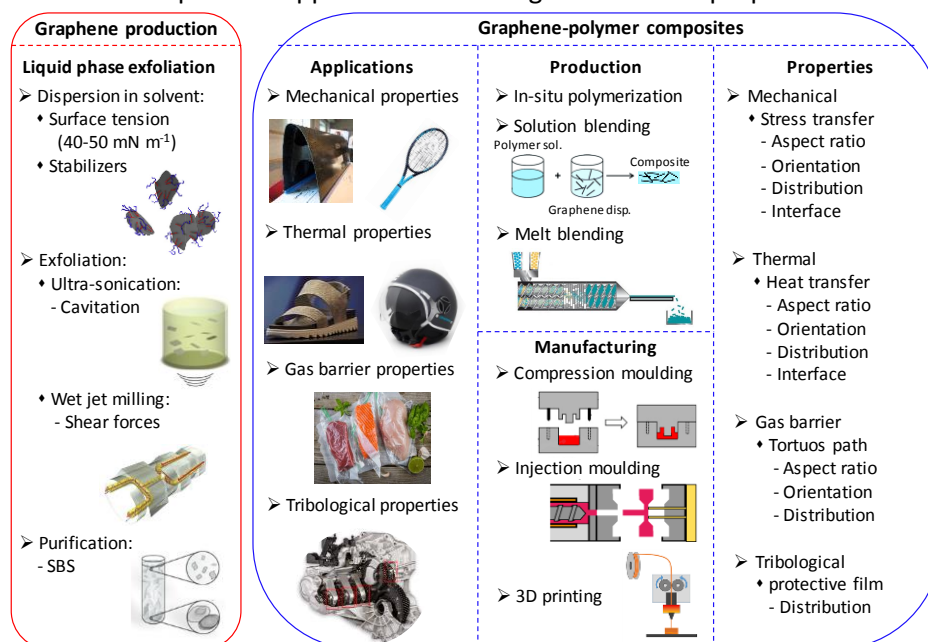 Graphene production
Liquid phase exfoliation
➢ Dispersion in solvent:
♦ Surface tension
(40-50 mN m⁻¹)
♦ Stabilizers
➢ Exfoliation:
♦ Ultra-sonication:
- Cavitation
♦ Wet jet milling:
- Shear forces
➢ Purification:
- SBS
Graphene-polymer composites
Applications
➢ Mechanical properties
➢ Thermal properties
➢ Gas barrier properties
➢ Tribological properties
Production
➢ In-situ polymerization
➢ Solution blending
Polymer sol.
+
Composite
Graphene disp.
➢ Melt blending
Manufacturing
➢ Compression moulding
➢ Injection moulding
➢ 3D printing
Properties
➢ Mechanical
♦ Stress transfer
- Aspect ratio
- Orientation
- Distribution
- Interface
➢ Thermal
♦ Heat transfer
- Aspect ratio
- Orientation
- Distribution
- Interface
➢ Gas barrier
♦ Tortuos path
- Aspect ratio
- Orientation
- Distribution
➢ Tribological
♦ protective film
- Distribution